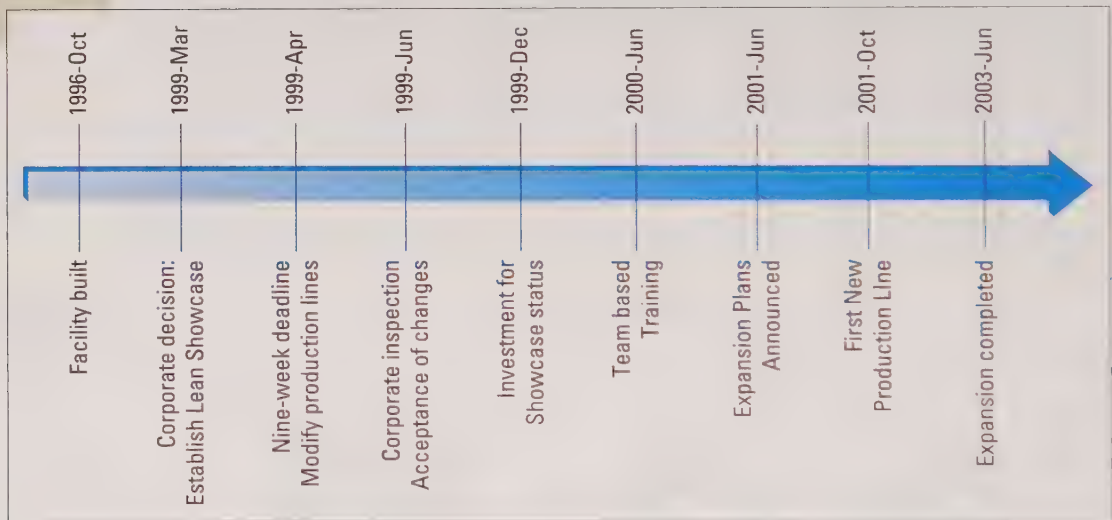 Facility built
1996-Oct
Corporate decision:
Establish Lean Showcase
1999-Mar
Nine-week deadline
Modify production lines
1999-Apr
Corporate inspection
Acceptance of changes
1999-Jun
Investment for
Showcase status
1999-Dec
Team based
Training
2000-Jun
Expansion Plans
Announced
2001-Jun
First New
Production LIne
2001-Oct
Expansion completed
2003-Jun